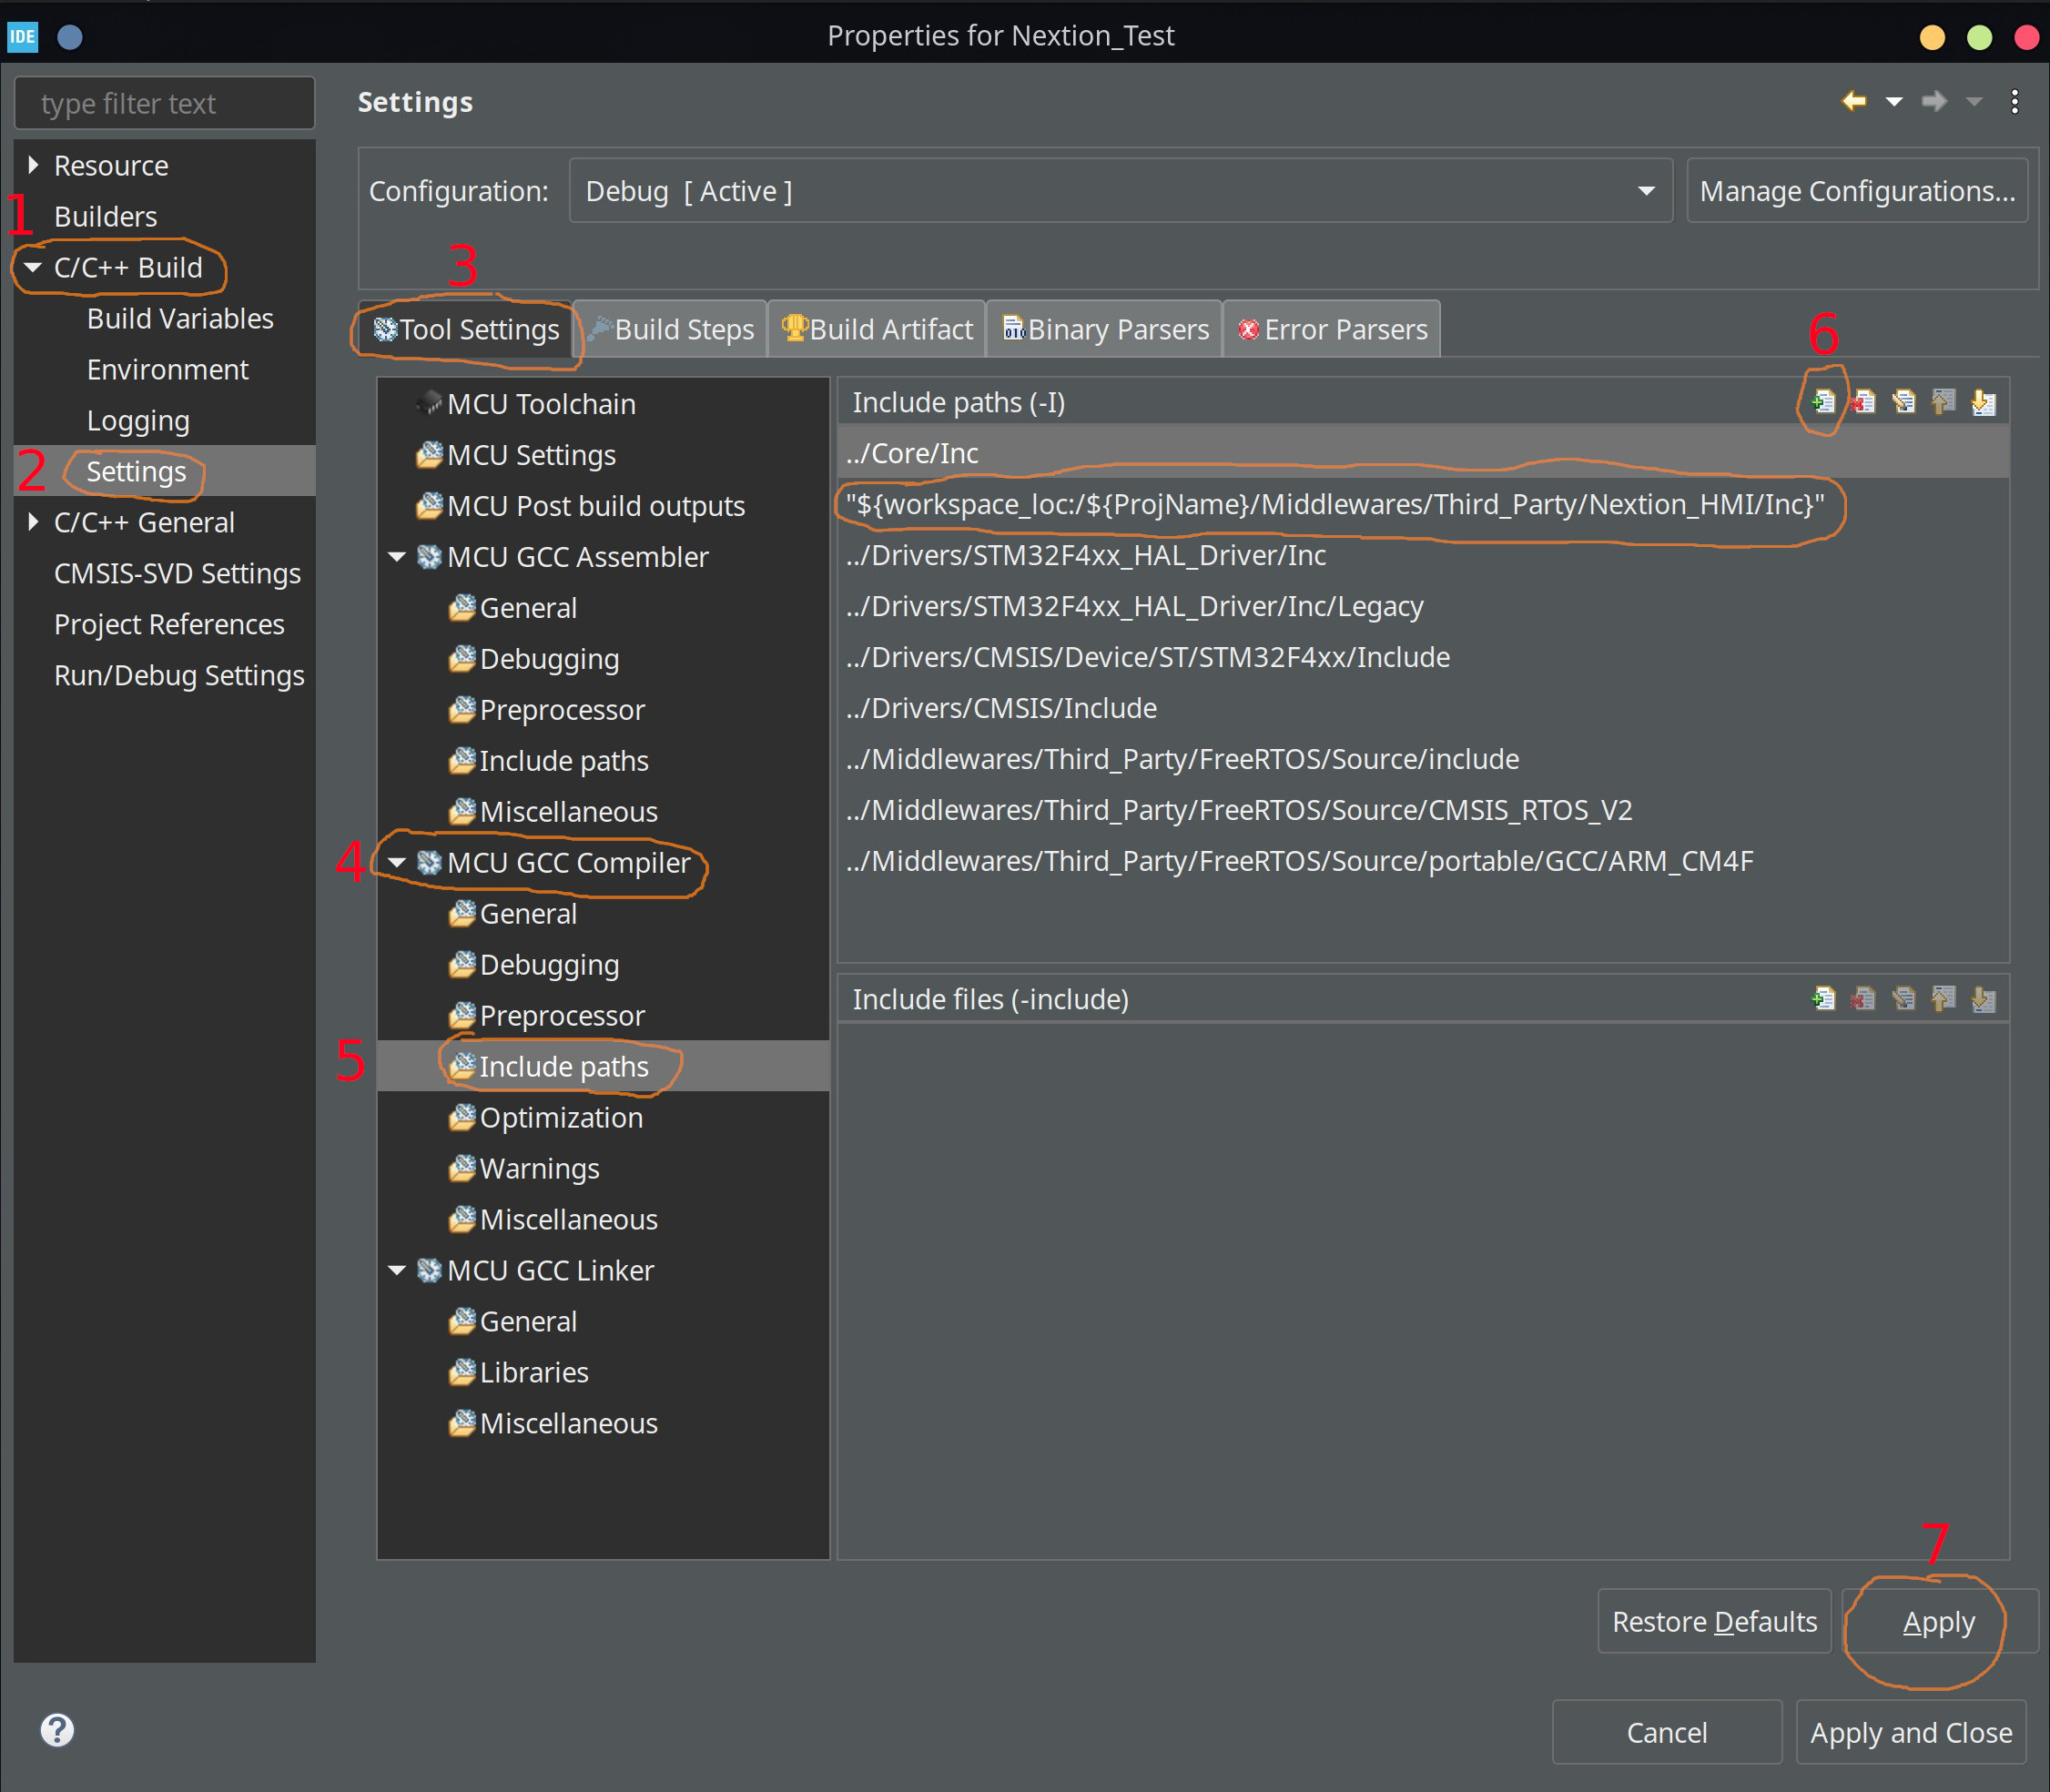 IDE
Properties for Nextion_Test
type filter text
Resource
1
Builders
C/C++ Build
Build Variables
Environment
Logging
2
Settings
C/C++ General
CMSIS-SVD Settings
Project References
Run/Debug Settings
Settings
Configuration:
Debug [ Active ]
Manage Configurations...
3
Tool Settings
Build Steps
Build Artifact
010
Binary Parsers
Error Parsers
MCU Toolchain
MCU Settings
MCU Post build outputs
MCU GCC Assembler
General
Debugging
Preprocessor
Include paths
Miscellaneous
4
MCU GCC Compiler
General
Debugging
Preprocessor
5
Include paths
Optimization
Warnings
Miscellaneous
MCU GCC Linker
General
Libraries
Miscellaneous
6
Include paths (-I)
../Core/Inc
"${workspace_loc:/${ProjName}/Middlewares/Third_Party/Nextion_HMI/Inc}"
../Drivers/STM32F4xx_HAL_Driver/Inc
../Drivers/STM32F4xx_HAL_Driver/Inc/Legacy
../Drivers/CMSIS/Device/ST/STM32F4xx/Include
../Drivers/CMSIS/Include
../Middlewares/Third_Party/FreeRTOS/Source/include
../Middlewares/Third_Party/FreeRTOS/Source/CMSIS_RTOS_V2
../Middlewares/Third_Party/FreeRTOS/Source/portable/GCC/ARM_CM4F
Include files (-include)
7
Restore Defaults
Apply
?
Cancel
Apply and Close